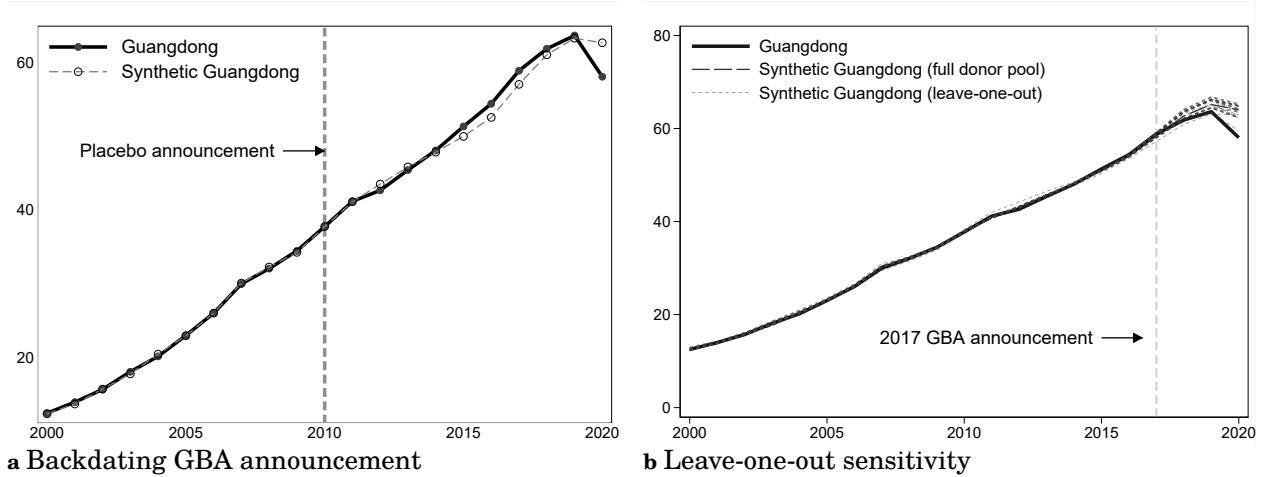 Guangdong
Synthetic Guangdong
Placebo announcement
60
40
20
2000 2005 2010 2015 2020
a Backdating GBA announcement
Guangdong
Synthetic Guangdong (full donor pool)
Synthetic Guangdong (leave-one-out)
2017 GBA announcement
80
60
40
20
0
2000 2005 2010 2015 2020
b Leave-one-out sensitivity